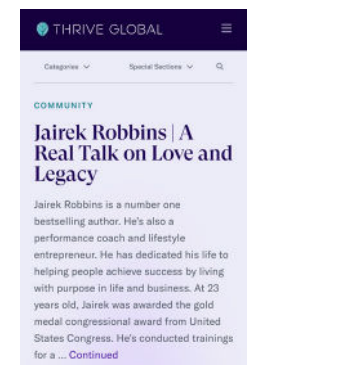 THRIVE GLOBAL
Categories Special Sections
COMMUNITY
Jairek Robbins | A
Real Talk on Love and
Legacy
Jairek Robbins is a number one
bestselling author. He's also a
performance coach and lifestyle
entrepreneur. He has dedicated his life to
helping people achieve success by living
with purpose in life and business. At 23
years old, Jairek was awarded the gold
medal congressional award from United
States Congress. He's conducted trainings
for a ... Continued